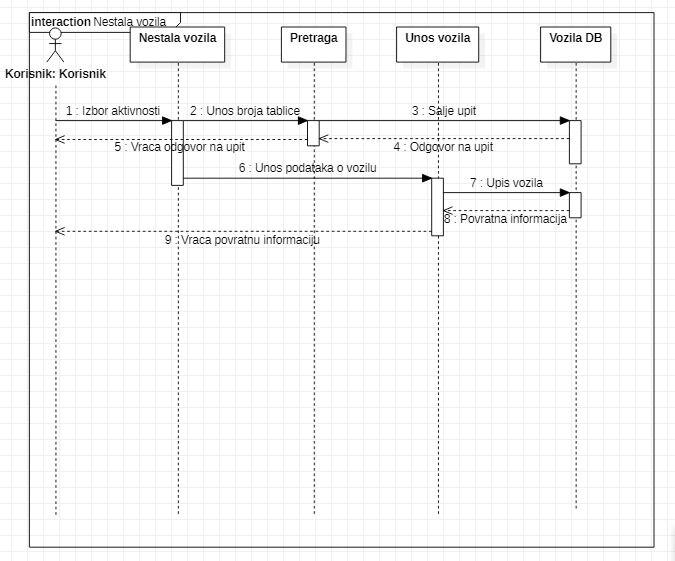 interaction Nestala vozila
Nestala vozila
Pretraga
Unos vozila
Vozila DB
Korisnik: Korisnik
1 : Izbor aktivnosti
2 : Unos broja tablice
3 : Salje upit
5 : Vraca odgovor na upit
4 : Odgovor na upit
6 : Unos podataka o vozilu
7 : Upis vozila
8 : Povratna informacija
9 : Vraca povratnu informaciju